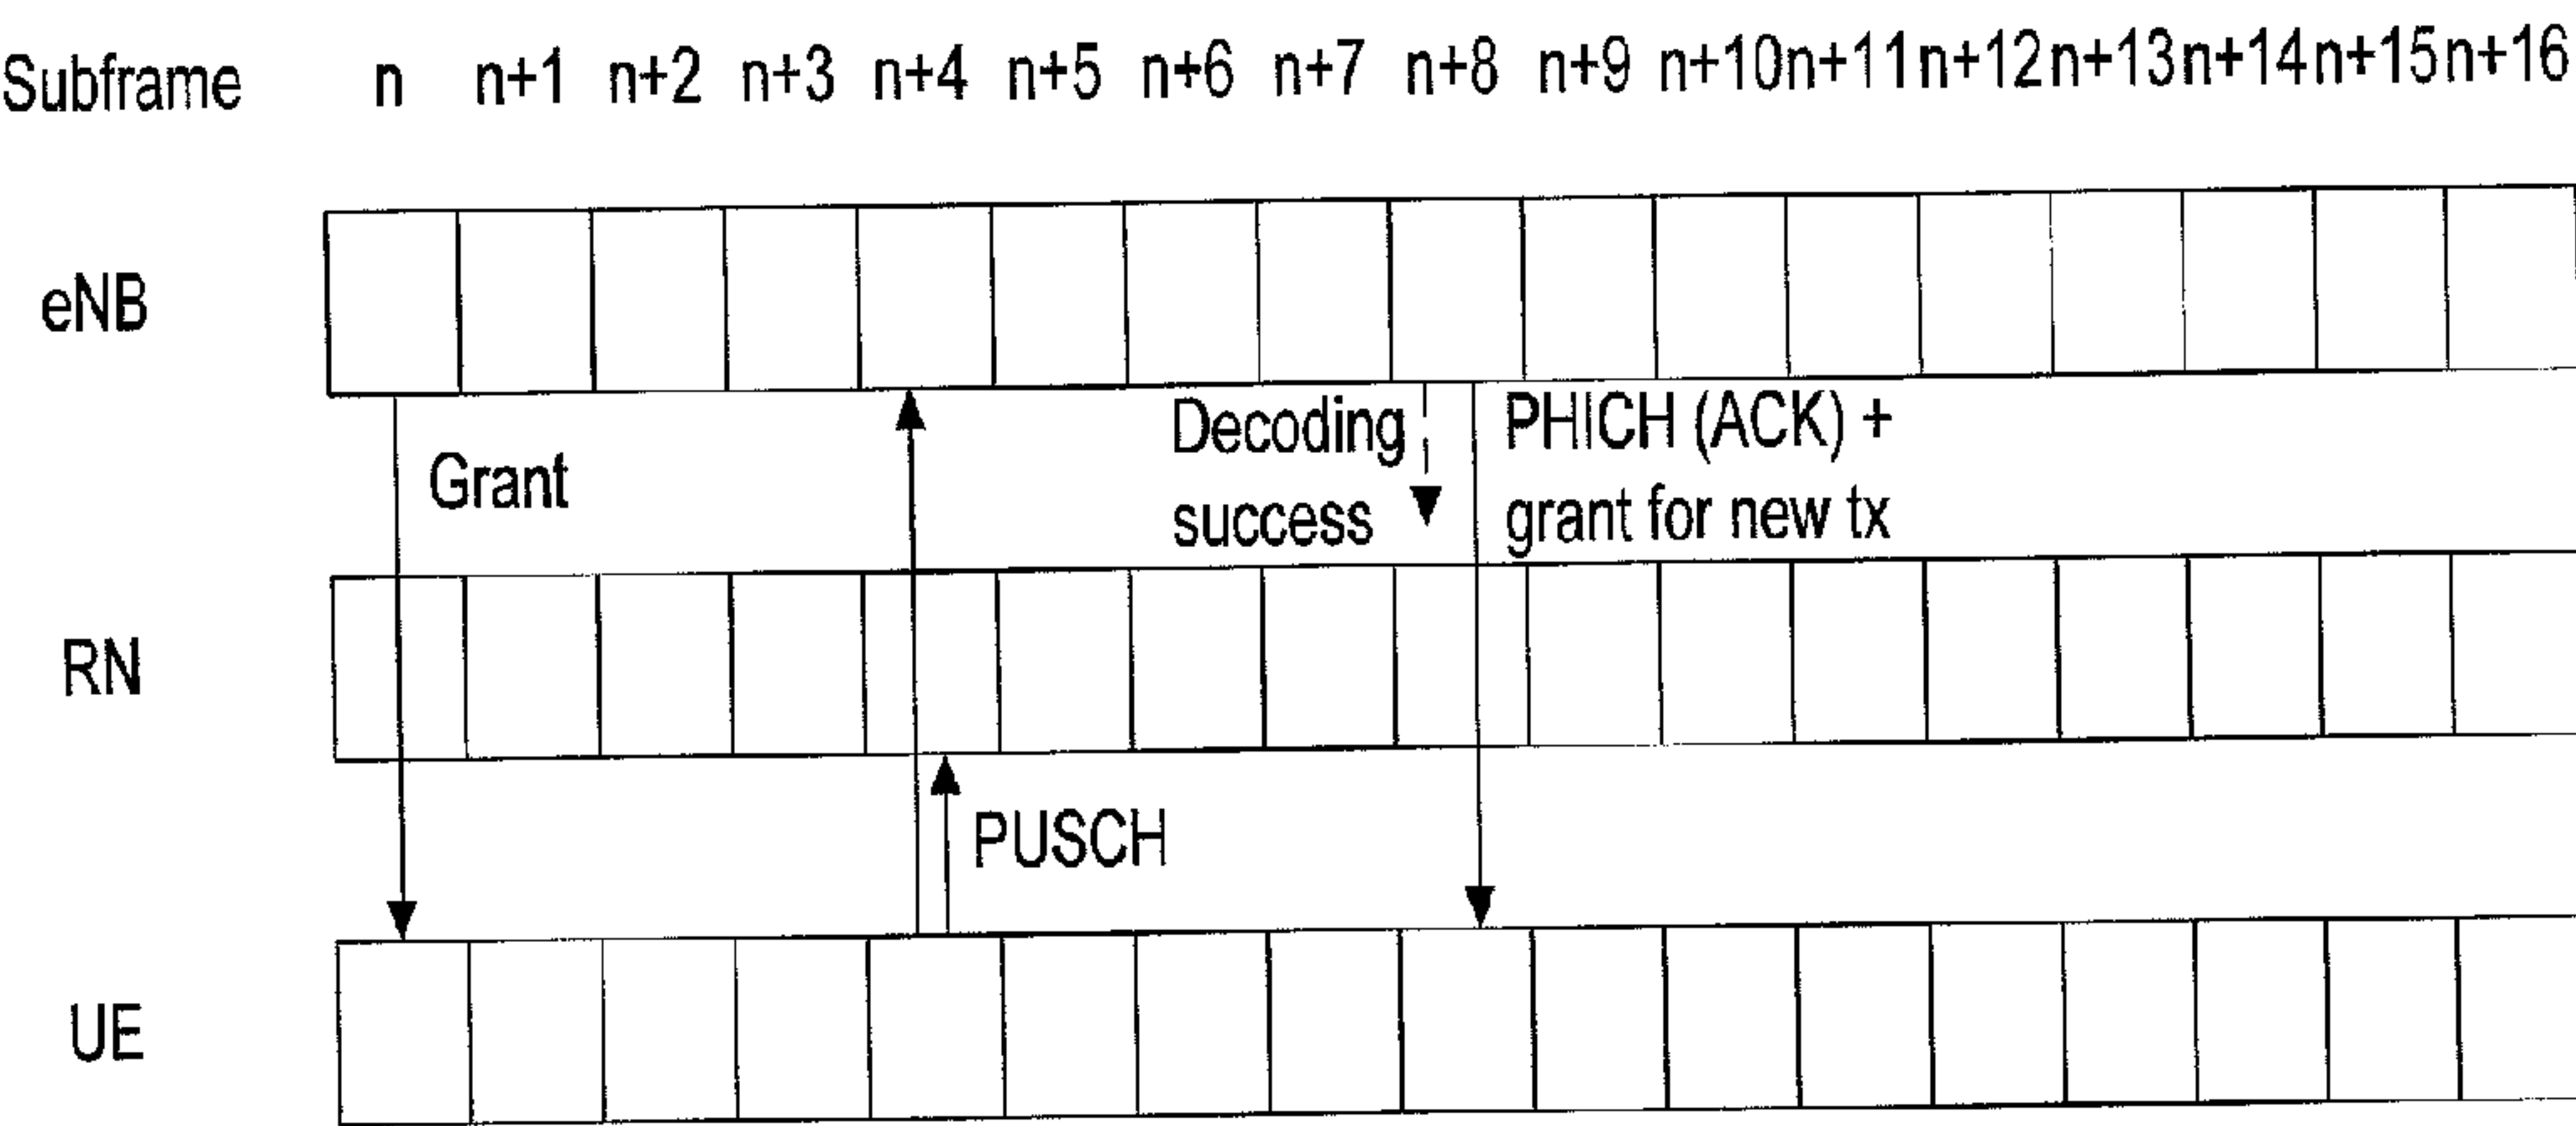 Subframe n n+1 n+2 n+3 n+4 n+5 n+6 n+7 n+8 n+9 n+10 n+11 n+12 n+13 n+14 n+15 n+16
eNB
Grant
Decoding
success
PHICH (ACK) +
grant for new tx
RN
PUSCH
UE